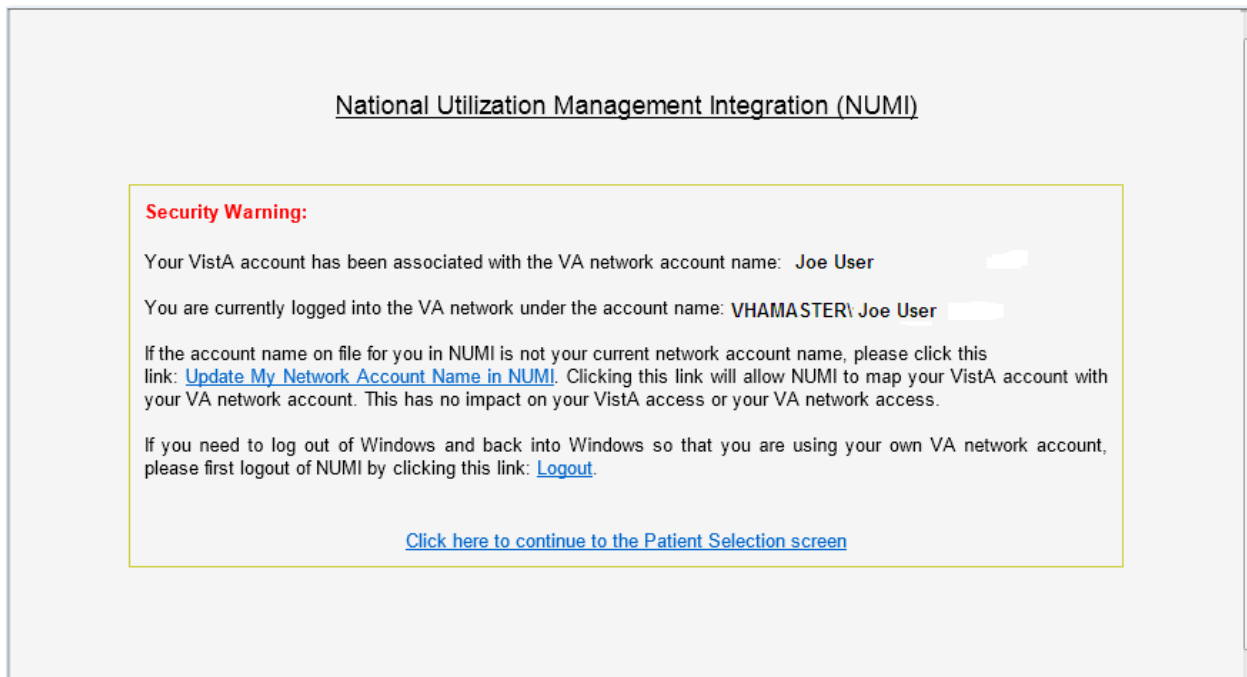 National Utilization Management Integration (NUMI)
Security Warning:
Your VistA account has been associated with the VA network account name: Joe User
You are currently logged into the VA network under the account name: VHAMASTER\ Joe User
If the account name on file for you in NUMI is not your current network account name, please click this
link: Update My Network Account Name in NUMI. Clicking this link will allow NUMI to map your VistA account with
your VA network account. This has no impact on your VistA access or your VA network access.
If you need to log out of Windows and back into Windows so that you are using your own VA network account,
please first logout of NUMI by clicking this link: Logout.
Click here to continue to the Patient Selection screen